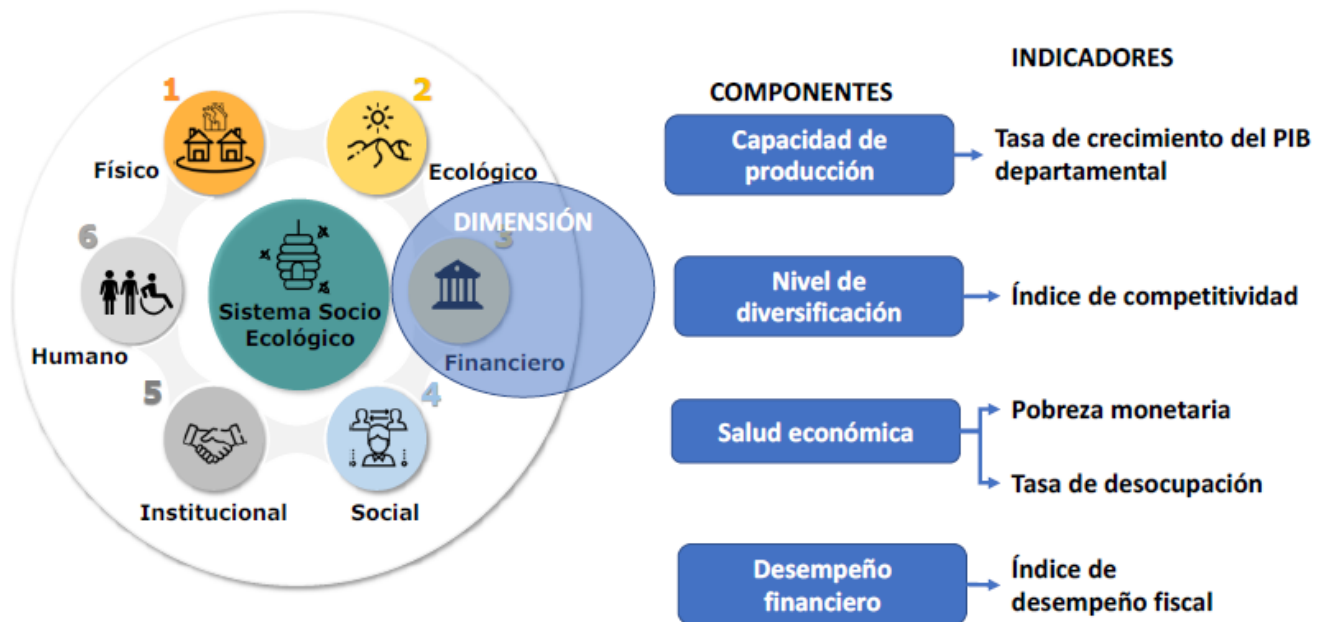 1
2
Físico
Ecológico
DIMENSIÓN
3
6
Sistema Socio
Ecológico
Humano
Financiero
5
4
Institucional
Social
INDICADORES
COMPONENTES
Capacidad de
producción
Tasa de crecimiento del PIB
departamental
Nivel de
diversificación
Índice de competitividad
Salud económica
Pobreza monetaria
Tasa de desocupación
Desempeño
financiero
Índice de
desempeño fiscal